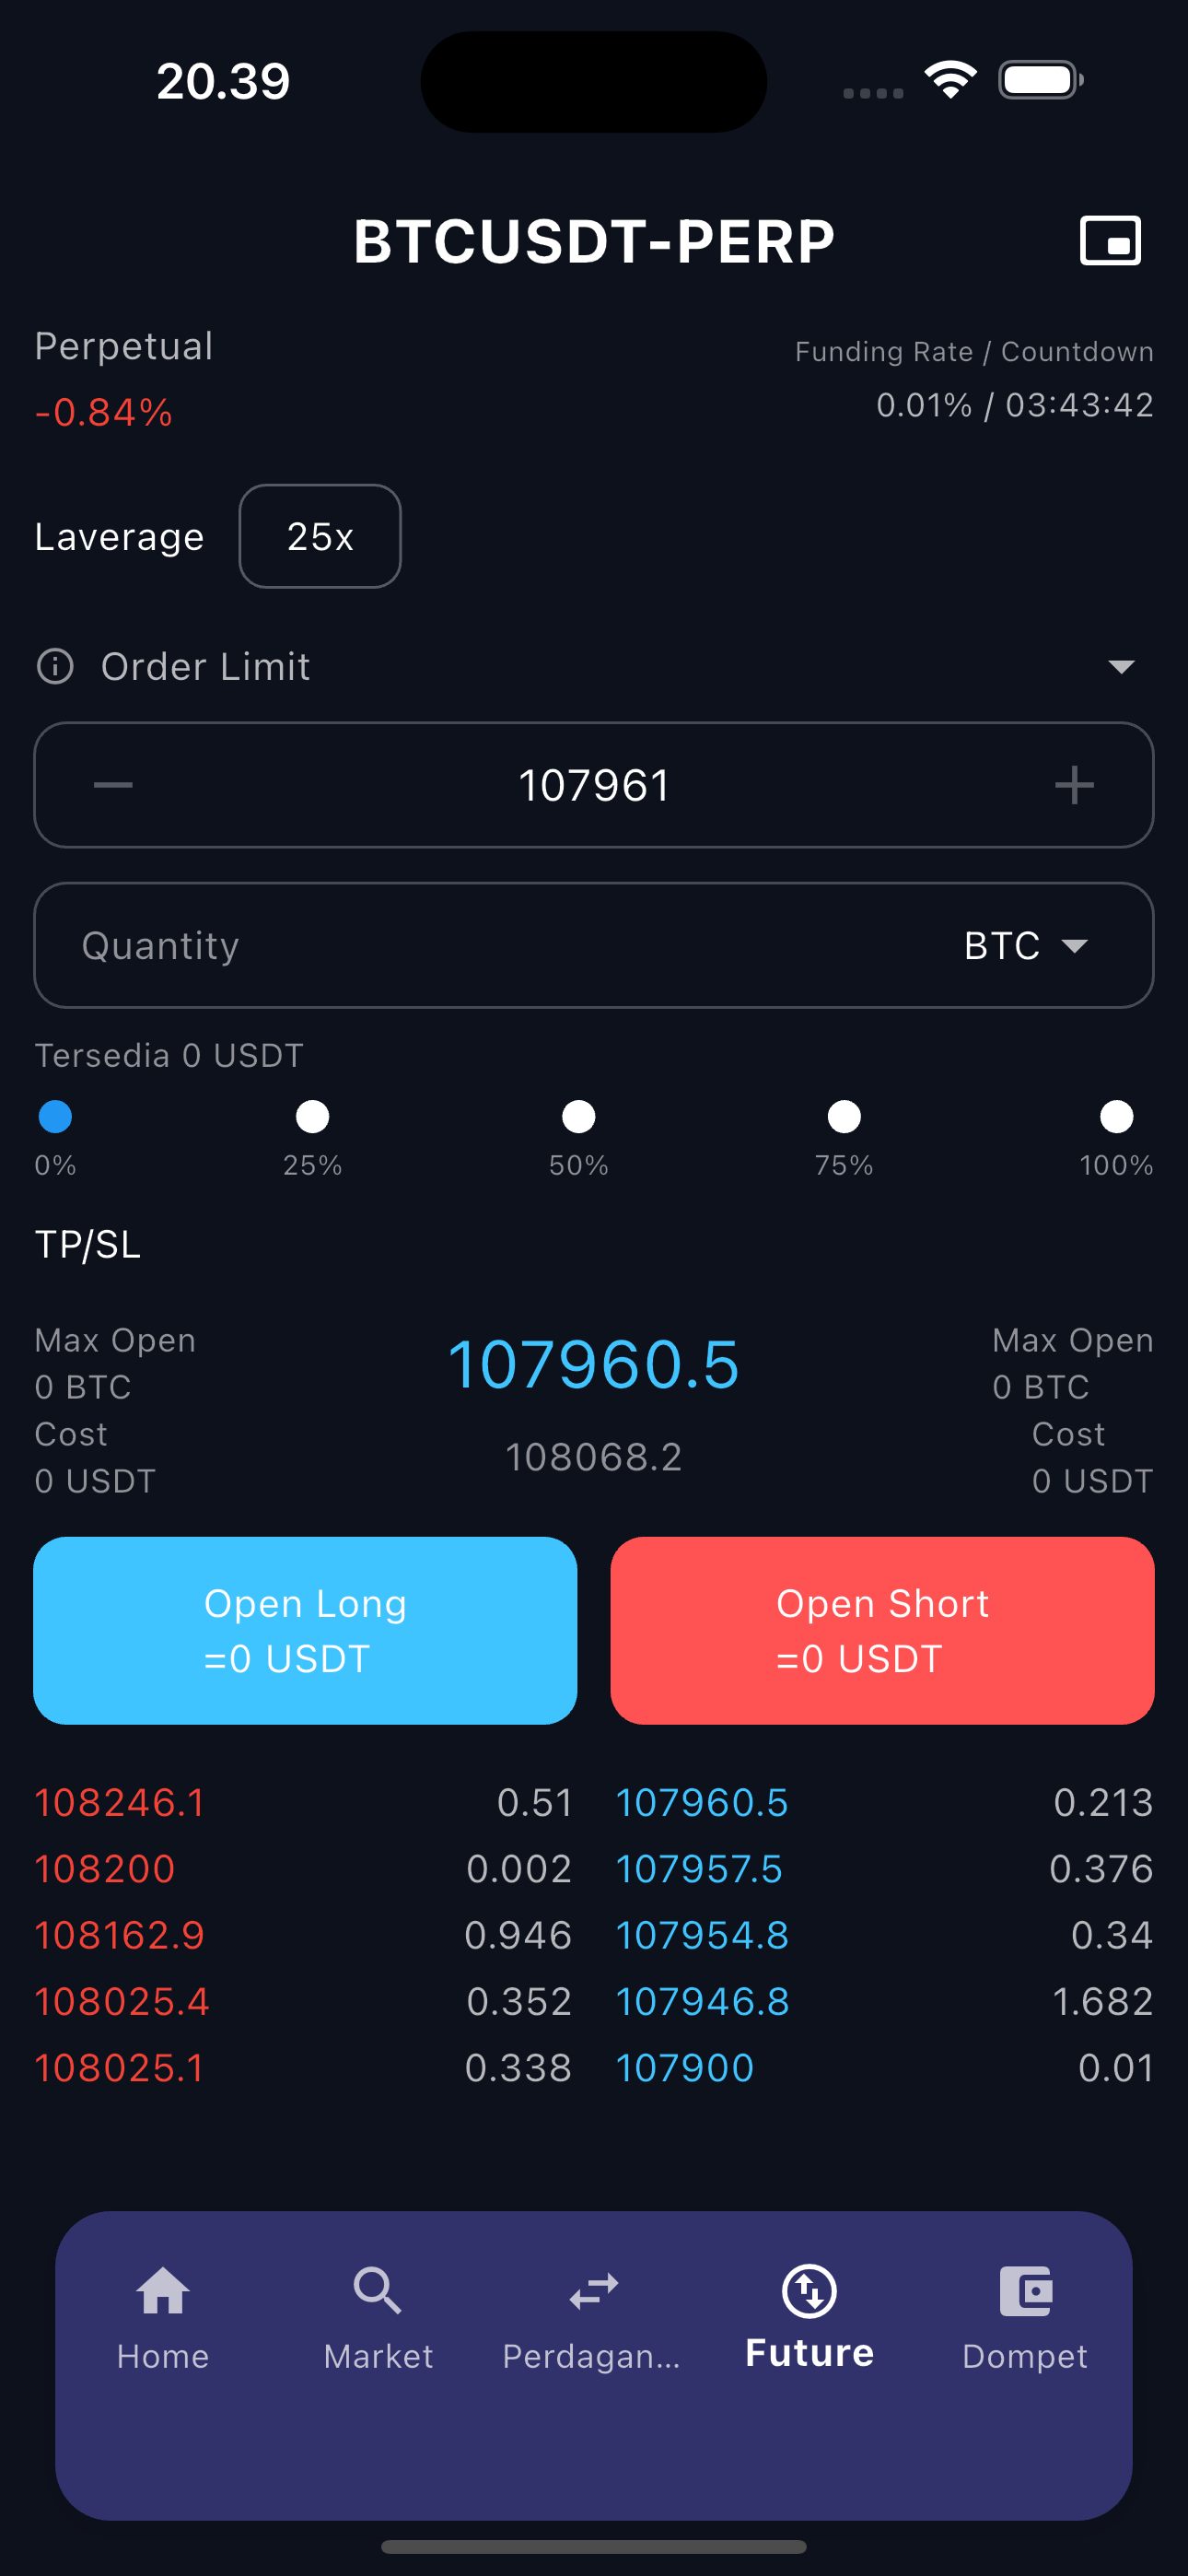 20.39
BTCUSDT-PERP
Perpetual
Funding Rate / Countdown
-0.84%
0.01% / 03:43:42
Laverage 25x
Order Limit
107961
Quantity BTC
Tersedia 0 USDT
0% 25% 50% 75% 100%
TP/SL
Max Open
0 BTC
Cost
0 USDT
107960.5
108068.2
Max Open
0 BTC
Cost
0 USDT
Open Long
=0 USDT
Open Short
=0 USDT
108246.1 0.51 107960.5 0.213
108200 0.002 107957.5 0.376
108162.9 0.946 107954.8 0.34
108025.4 0.352 107946.8 1.682
108025.1 0.338 107900 0.01
Home Market Perdagan... Future Dompet